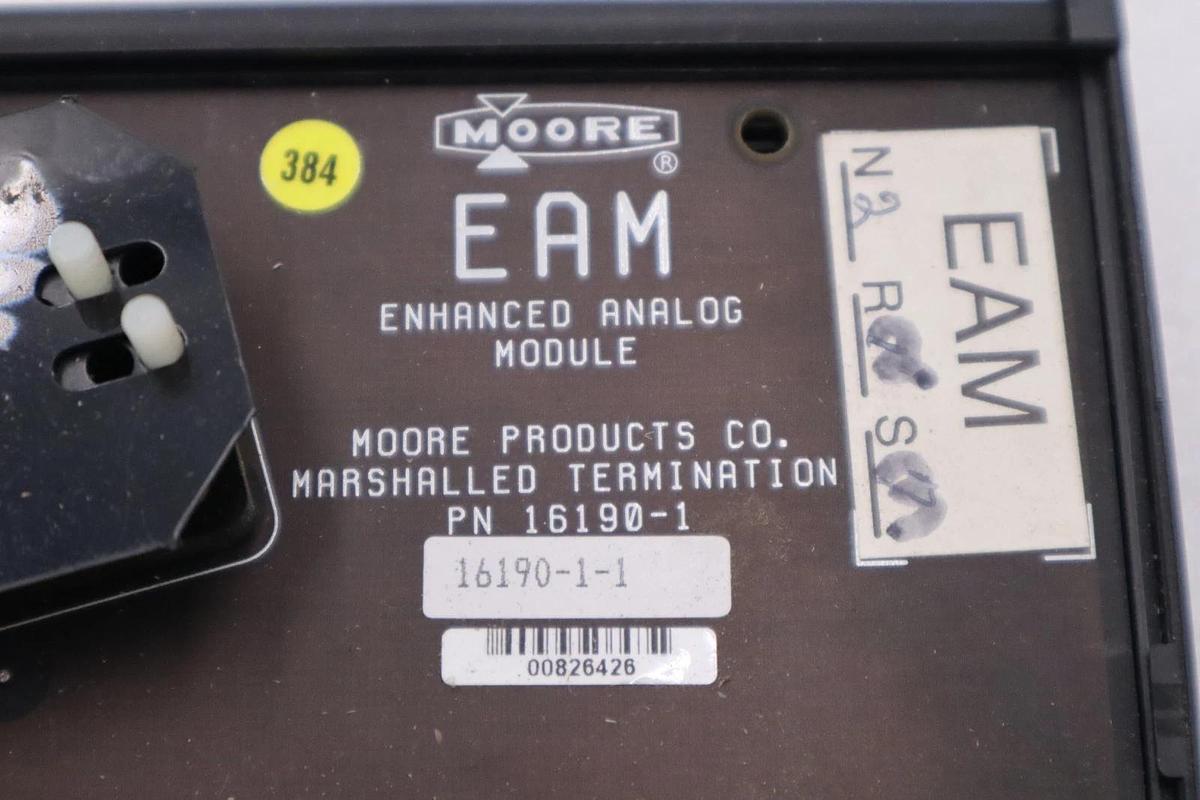 384
MOORE
®
EAM
ENHANCED ANALOG
MODULE
MOORE PRODUCTS CO.
MARSHALLED TERMINATION
PN 16190-1
16190-1-1
00826426
EAM
N 2 R S